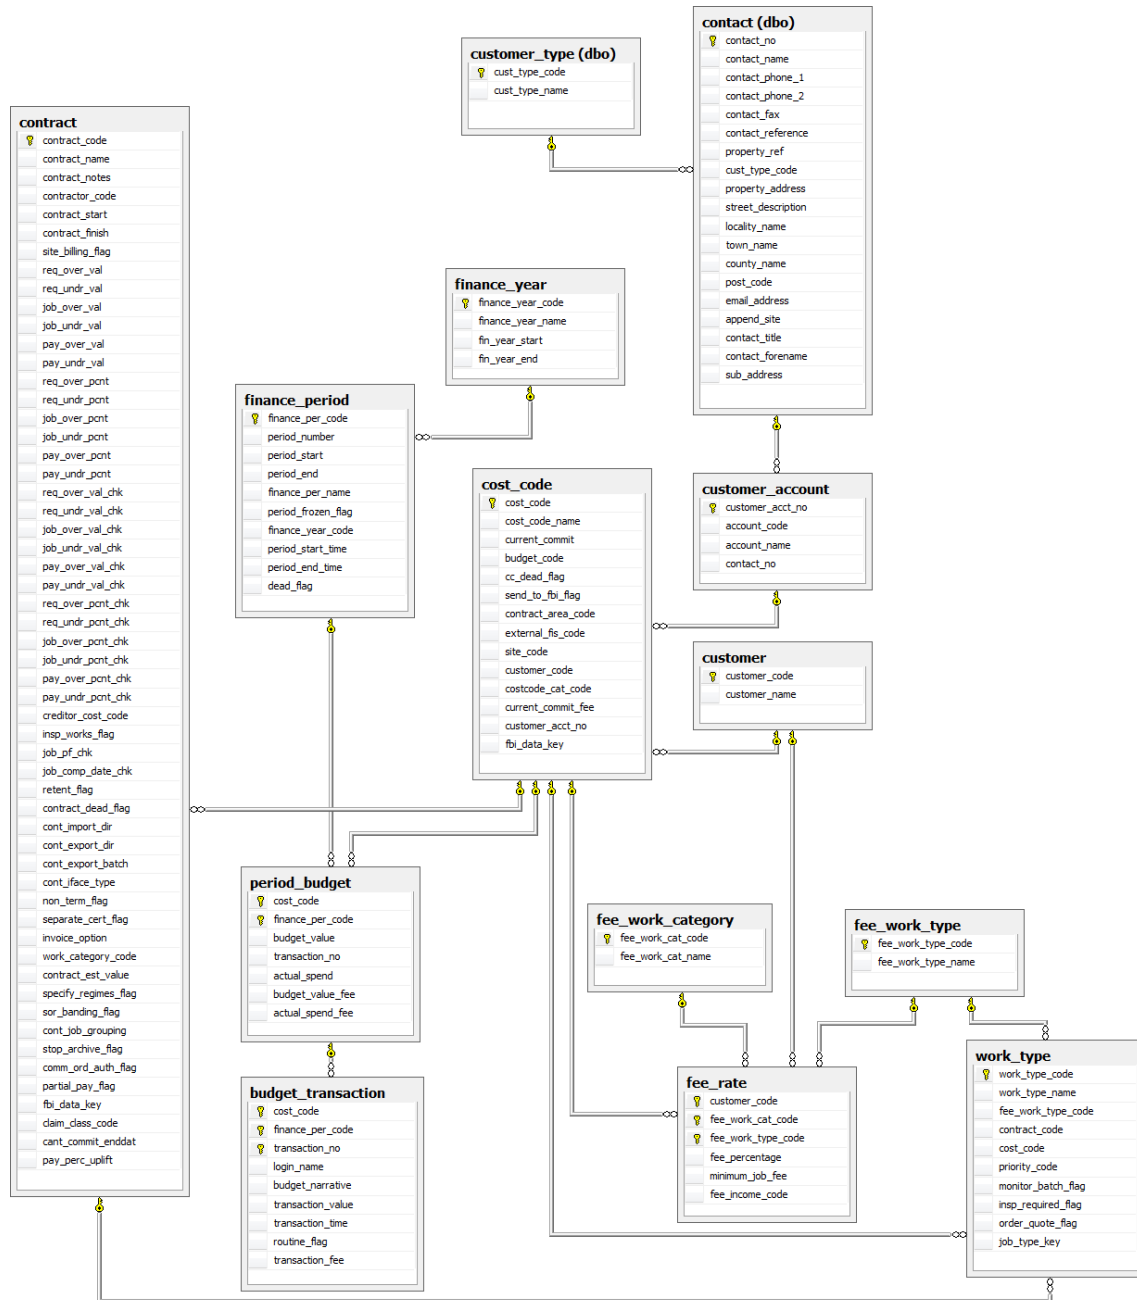 contact (dbo)
contact_no
contact_name
contact_phone_1
contact_phone_2
contact_fax
contact_reference
property_ref
cust_type_code
property_address
street_description
locality_name
town_name
county_name
post_code
email_address
append_site
contact_title
contact_forename
sub_address
customer_type (dbo)
cust_type_code
cust_type_name
contract
contract_code
contract_name
contract_notes
contractor_code
contract_start
contract_finish
site_billing_flag
req_over_val
req_undr_val
job_over_val
job_undr_val
pay_over_val
pay_undr_val
req_over_pcnt
req_undr_pcnt
job_over_pcnt
job_undr_pcnt
pay_over_pcnt
pay_undr_pcnt
req_over_val_chk
req_undr_val_chk
job_over_val_chk
job_undr_val_chk
pay_over_val_chk
pay_undr_val_chk
req_over_pcnt_chk
req_undr_pcnt_chk
job_over_pcnt_chk
job_undr_pcnt_chk
pay_over_pcnt_chk
pay_undr_pcnt_chk
creditor_cost_code
insp_works_flag
job_pf_chk
job_comp_date_chk
retent_flag
contract_dead_flag
cont_import_dir
cont_export_dir
cont_export_batch
cont_iface_type
non_term_flag
separate_cert_flag
invoice_option
work_category_code
contract_est_value
specify_regimes_flag
sor_banding_flag
cont_job_grouping
stop_archive_flag
comm_ord_auth_flag
partial_pay_flag
fbi_data_key
claim_class_code
cant_commit_enddat
pay_perc_uplift
finance_year
finance_year_code
finance_year_name
fin_year_start
fin_year_end
finance_period
finance_per_code
period_number
period_start
period_end
finance_per_name
period_frozen_flag
finance_year_code
period_start_time
period_end_time
dead_flag
cost_code
cost_code
cost_code_name
current_commit
budget_code
cc_dead_flag
send_to_fbi_flag
contract_area_code
external_fis_code
site_code
customer_code
costcode_cat_code
current_commit_fee
customer_acct_no
fbi_data_key
customer_account
customer_acct_no
account_code
account_name
contact_no
customer
customer_code
customer_name
period_budget
cost_code
finance_per_code
budget_value
transaction_no
actual_spend
budget_value_fee
actual_spend_fee
fee_work_category
fee_work_cat_code
fee_work_cat_name
fee_work_type
fee_work_type_code
fee_work_type_name
budget_transaction
cost_code
finance_per_code
transaction_no
login_name
budget_narrative
transaction_value
transaction_time
routine_flag
transaction_fee
fee_rate
customer_code
fee_work_cat_code
fee_work_type_code
fee_percentage
minimum_job_fee
fee_income_code
work_type
work_type_code
work_type_name
fee_work_type_code
contract_code
cost_code
priority_code
monitor_batch_flag
insp_required_flag
order_quote_flag
job_type_key